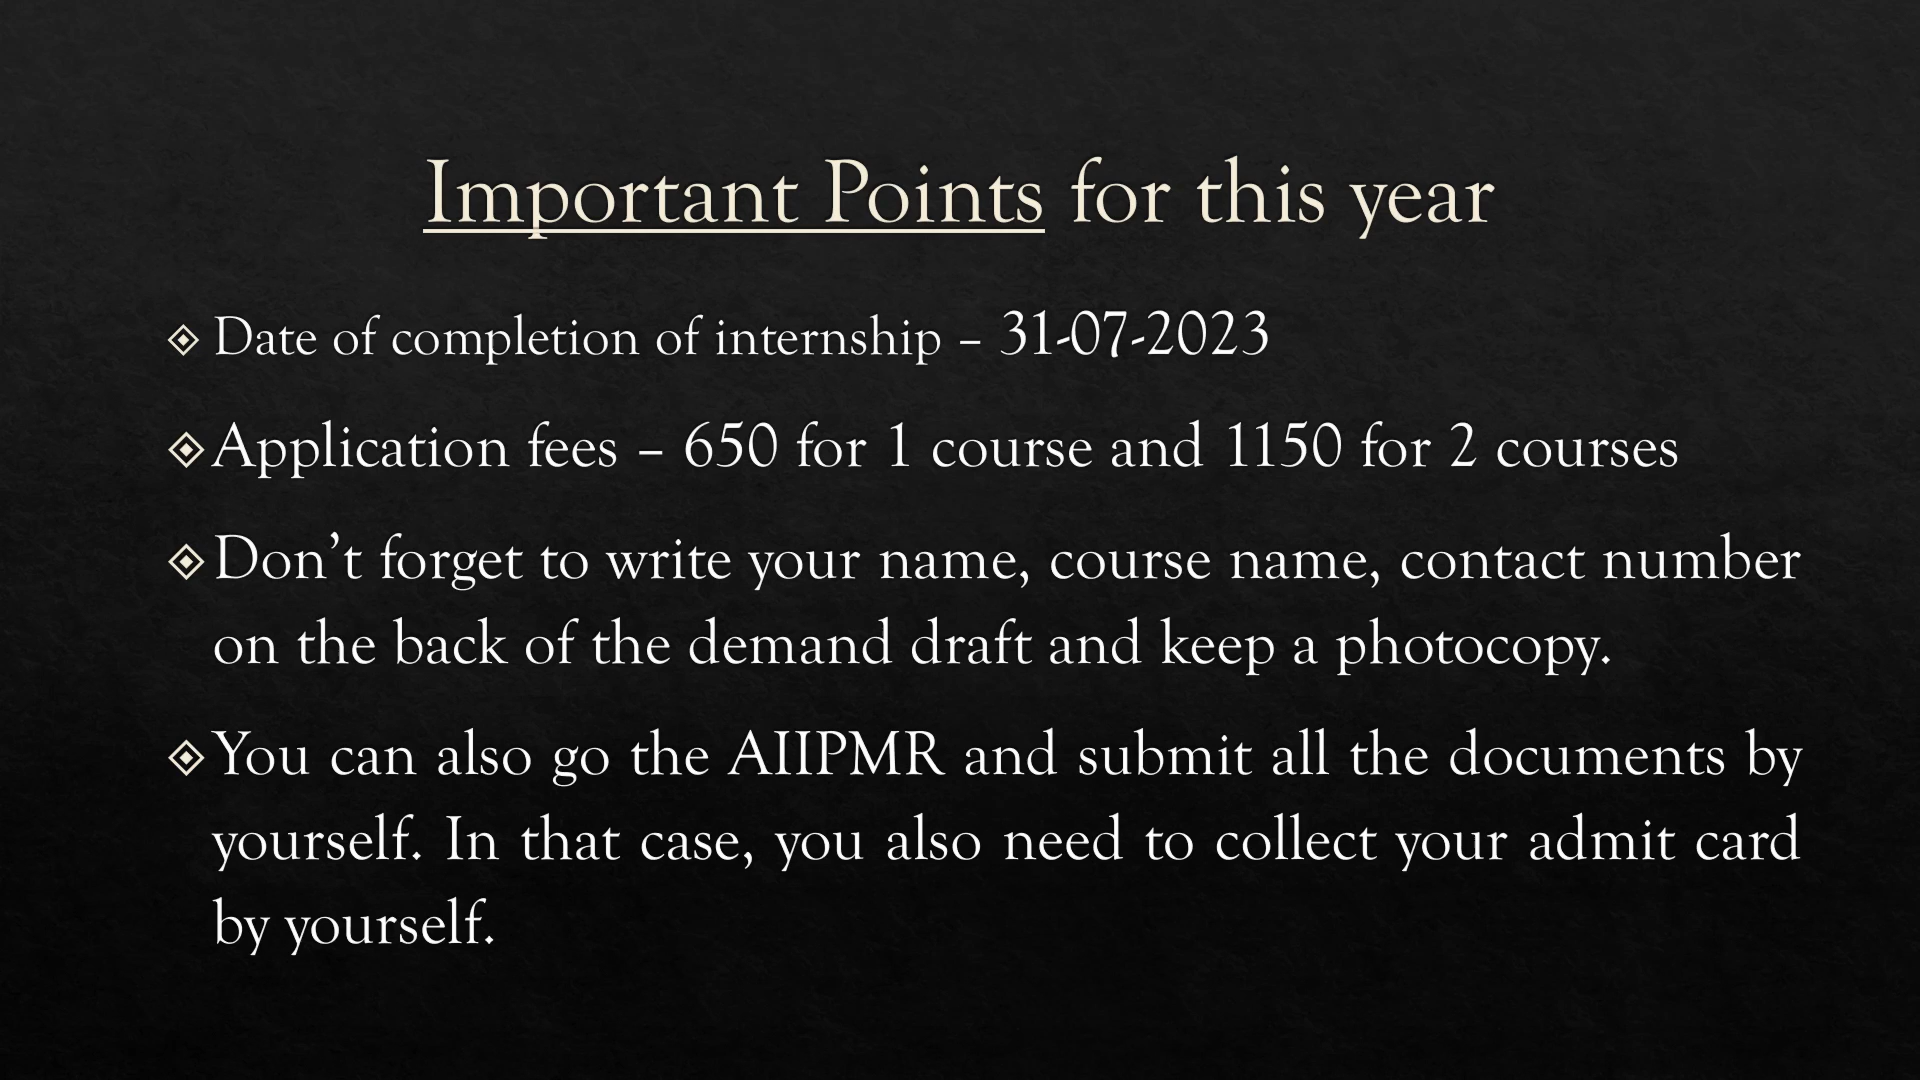 Important Points for this year
Date of completion of internship – 31-07-2023
Application fees – 650 for 1 course and 1150 for 2 courses
Don’t forget to write your name, course name, contact number
on the back of the demand draft and keep a photocopy.
You can also go the AIIPMR and submit all the documents by
yourself. In that case, you also need to collect your admit card
by yourself.